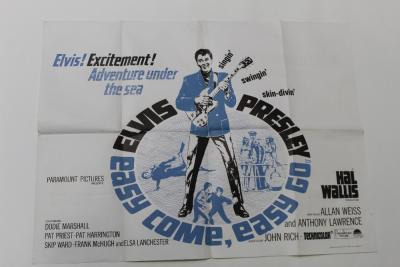 Elvis! Excitement!
Adventure under
the sea
singin'
swingin'
skin-divin'
ELVIS
PRESLEY
easy come, easy go
PARAMOUNT PICTURES
HAL
WALLIS
DODIE MARSHALL
PAT PRIEST · PAT HARRINGTON
SKIP WARD · FRANK McHUGH and ELSA LANCHESTER
ALLAN WEISS
and ANTHONY LAWRENCE
JOHN RICH
TECHNICOLOR